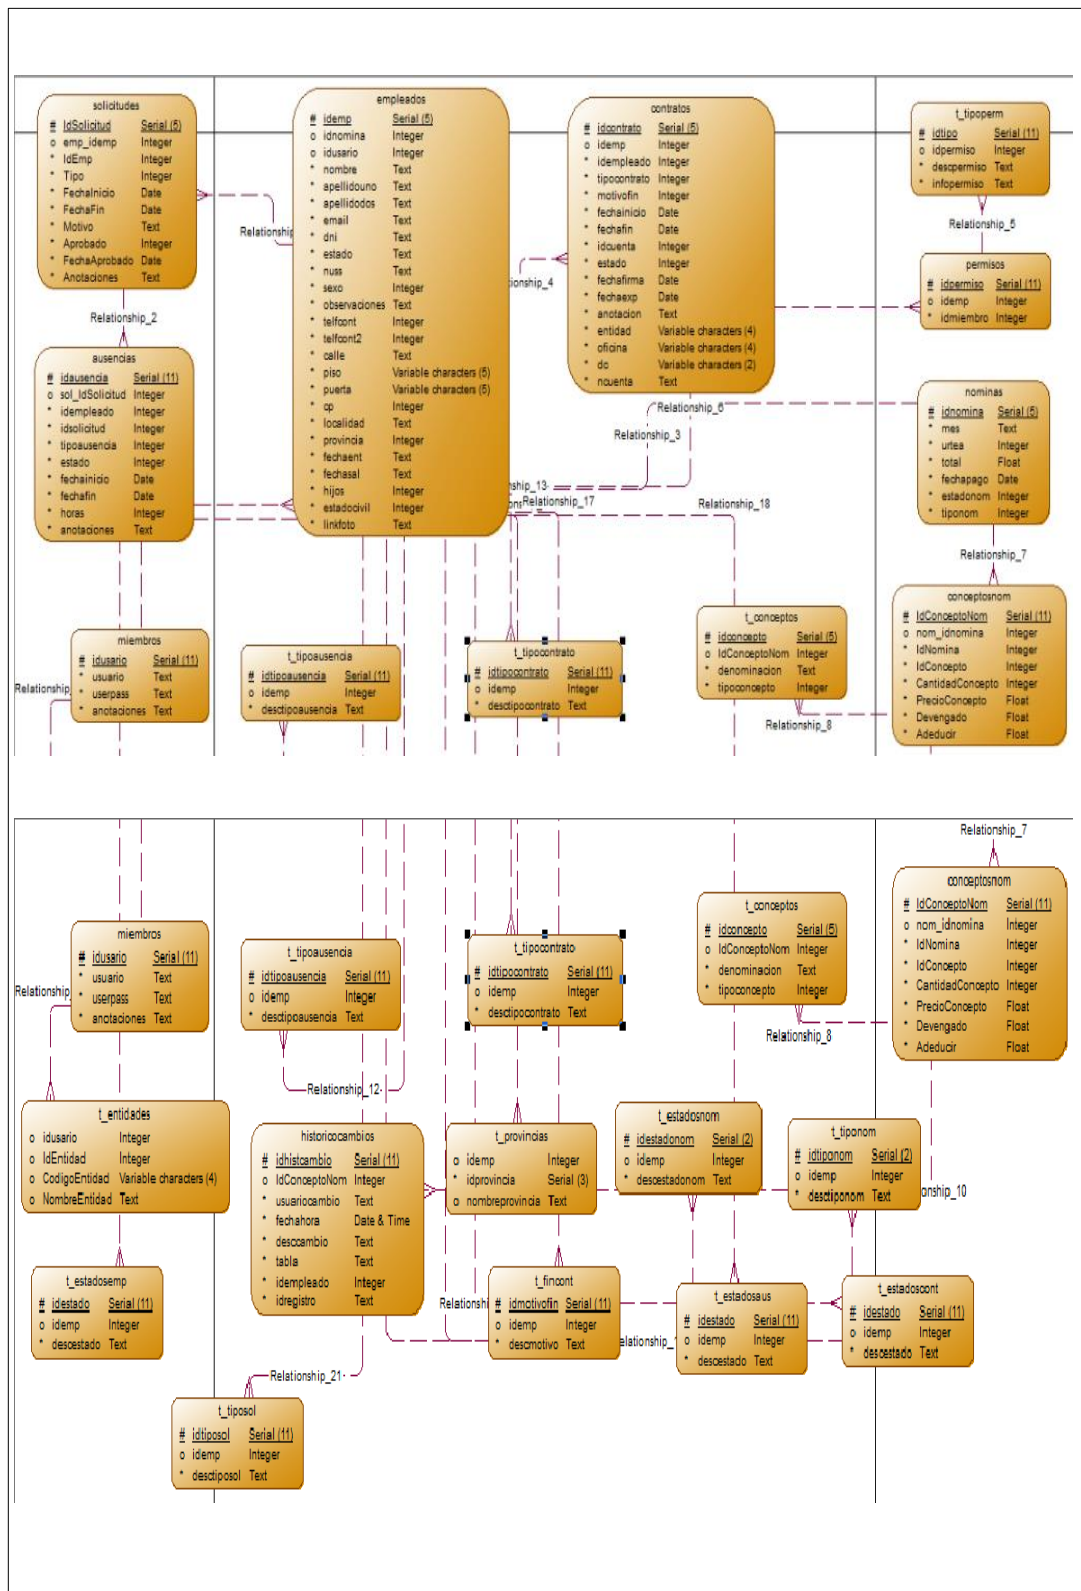 solicitudes
# IdSolicitud Serial (5)
o emp_idemp Integer
* IdEmp Integer
* Tipo Integer
* FechaInicio Date
* FechaFin Date
* Motivo Text
* Aprobado Integer
* FechaAprobado Date
* Anotaciones Text
Relationship_2
ausencias
# idausencia Serial (11)
o sol_IdSolicitud Integer
* idempleado Integer
* idsolicitud Integer
* tipoausencia Integer
* estado Integer
* fechainicio Date
* fechafin Date
* horas Integer
* anotaciones Text
empleados
# idemp Serial (5)
o idnomina Integer
o idusario Integer
* nombre Text
* apellidouno Text
* apellidodos Text
* email Text
* dni Text
* estado Text
* nuss Text
* sexo Integer
* observaciones Text
* telfcont Integer
* telfcont2 Integer
* calle Text
* piso Variable characters (5)
* puerta Variable characters (5)
* cp Integer
* localidad Text
* provincia Integer
* fechaent Text
* fechasal Text
* hijos Integer
* estadocivil Integer
* linkfoto Text
Relationship_
ionship_4
contratos
# idcontrato Serial (5)
o idemp Integer
* idempleado Integer
* tipocontrato Integer
* motivofin Integer
* fechainicio Date
* fechafin Date
* idcuenta Integer
* estado Integer
* fechafirma Date
* fechaexp Date
* anotacion Text
* entidad Variable characters (4)
* oficina Variable characters (4)
* dc Variable characters (2)
* ncuenta Text
t_tipoperm
# idtipo Serial (11)
o idpermiso Integer
* descpermiso Text
* infopermiso Text
Relationship_5
permisos
# idpermiso Serial (11)
o idemp Integer
* idmiembro Integer
Relationship_6
Relationship_3
nominas
# idnomina Serial (5)
* mes Text
* urtea Integer
* total Float
* fechapago Date
* estadonom Integer
* tiponom Integer
ship_13
Relationship_17
Relationship_18
Relationship_7
conceptosnom
# IdConceptoNom Serial (11)
o nom_idnomina Integer
* IdNomina Integer
* IdConcepto Integer
* CantidadConcepto Integer
* PrecioConcepto Float
* Devengado Float
* Adeducir Float
miembros
# idusario Serial (11)
* usuario Text
* userpass Text
* anotaciones Text
Relationship_
t_tipoausencia
# idtipoausencia Serial (11)
o idemp Integer
* desctipoausencia Text
t_tipocontrato
# idtipocontrato Serial (11)
o idemp Integer
* desctipocontrato Text
t_conceptos
# idconcepto Serial (5)
o IdConceptoNom Integer
* denominacion Text
* tipoconcepto Integer
Relationship_8
Relationship_7
conceptosnom
# IdConceptoNom Serial (11)
o nom_idnomina Integer
* IdNomina Integer
* IdConcepto Integer
* CantidadConcepto Integer
* PrecioConcepto Float
* Devengado Float
* Adeducir Float
miembros
# idusario Serial (11)
* usuario Text
* userpass Text
* anotaciones Text
Relationship_
t_tipoausencia
# idtipoausencia Serial (11)
o idemp Integer
* desctipoausencia Text
t_tipocontrato
# idtipocontrato Serial (11)
o idemp Integer
* desctipocontrato Text
t_conceptos
# idconcepto Serial (5)
o IdConceptoNom Integer
* denominacion Text
* tipoconcepto Integer
Relationship_8
Relationship_12
t_entidades
o idusario Integer
o IdEntidad Integer
o CodigoEntidad Variable characters (4)
o NombreEntidad Text
historicocambios
# idhistcambio Serial (11)
o IdConceptoNom Integer
* usuariocambio Text
* fechahora Date & Time
* desccambio Text
* tabla Text
* idempleado Integer
* idregistro Text
t_provincias
o idemp Integer
* idprovincia Serial (3)
o nombreprovincia Text
t_estadosnom
# idestadonom Serial (2)
o idemp Integer
* descestadonom Text
t_tiponom
# idtiponom Serial (2)
o idemp Integer
* desctiponom Text
onship_10
t_estadosemp
# idestado Serial (11)
o idemp Integer
* descestado Text
t_fincont
# idmotivofin Serial (11)
o idemp Integer
* descmotivo Text
t_estadosaus
# idestado Serial (11)
o idemp Integer
* descestado Text
t_estadoscont
# idestado Serial (11)
o idemp Integer
* descestado Text
Relationship_21
t_tiposol
# idtiposol Serial (11)
o idemp Integer
* desctiposol Text